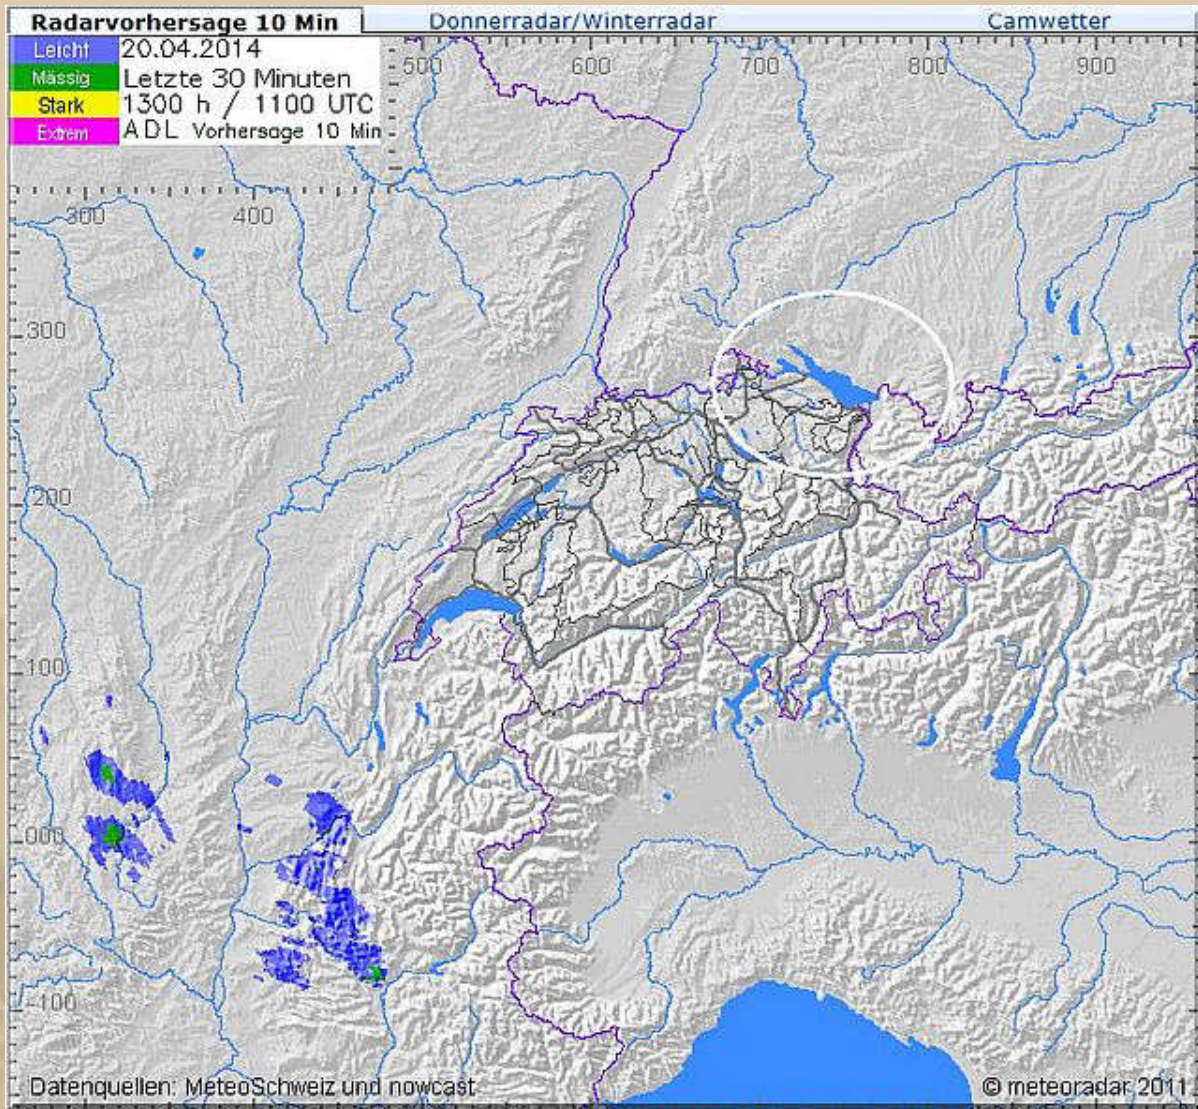 Radarvorhersage 10 Min Donnerradar/Winterradar Camwetter
Leicht 20.04.2014
Mässig Letzte 30 Minuten
Stark 1300 h / 1100 UTC
Extrem ADL Vorhersage 10 Min
500 600 700 800 900
300 400
300
200
100
000
-100
Datenquellen: MeteoSchweiz und nowcast
© meteoradar 2011